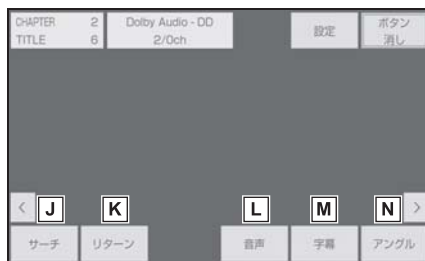 CHAPTER 2
TITLE 6
Dolby Audio - DD
2/0ch
設定
ボタン
消し
<
J
K
L
M
N
>
サーチ
リターン
音声
字幕
アングル